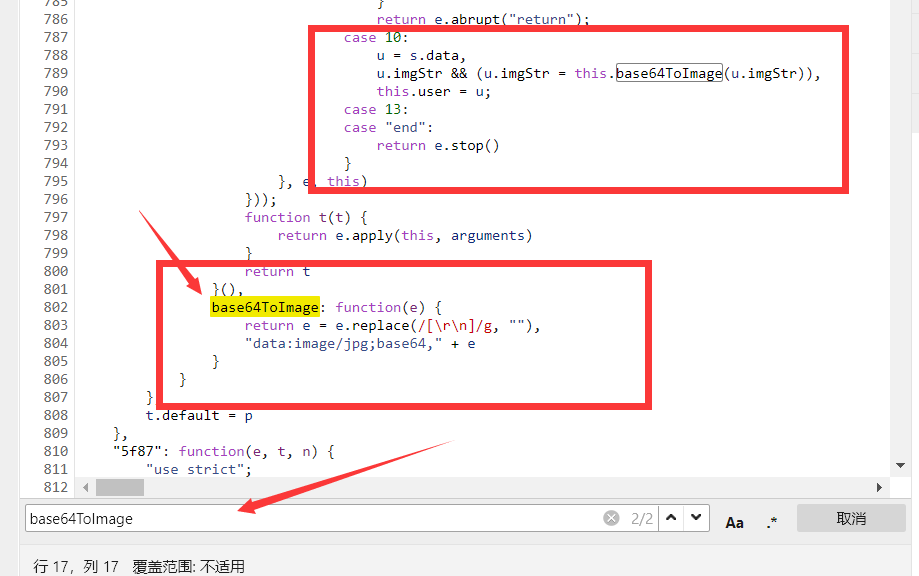 785 }
786 return e.abrupt("return");
787 case 10:
788 u = s.data,
789 u.imgStr && (u.imgStr = this.base64ToImage(u.imgStr)),
790 this.user = u;
791 case 13:
792 case "end":
793 return e.stop()
794 }
795 }, e, this)
796 }));
797 function t(t) {
798 return e.apply(this, arguments)
799 }
800 return t
801 }(),
802 base64ToImage: function(e) {
803 return e = e.replace(/[\r\n]/g, ""),
804 "data:image/jpg;base64," + e
805 }
806 }
807 }
808 t.default = p
809 },
810 "5f87": function(e, t, n) {
811 "use strict";
812
base64ToImage 2/2 Aa .* 取消
行 17，列 17 覆盖范围: 不适用